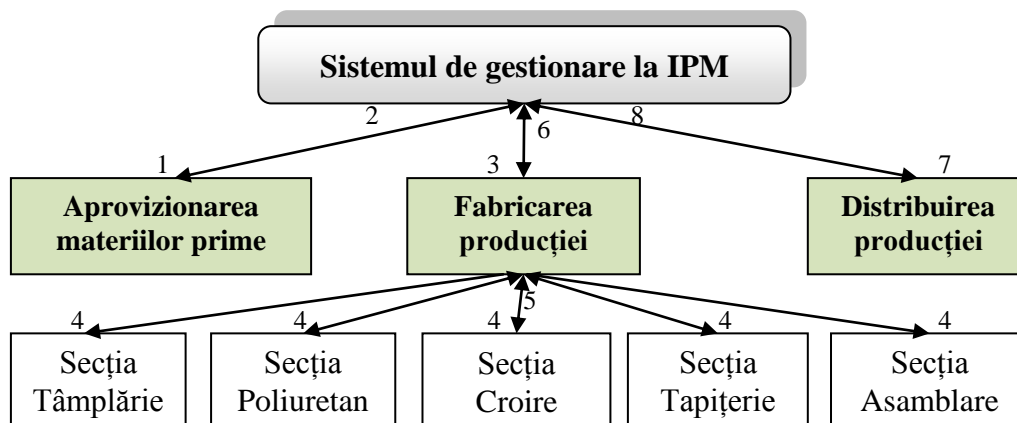 Sistemul de gestionare la IPM
2 6 8
1 3 7
Aprovizionarea
materiilor prime
Fabricarea
producției
Distribuirea
producției
5
4 4 4 4 4
Secția
Tâmplărie
Secția
Poliuretan
Secția
Croire
Secția
Tapițerie
Secția
Asamblare